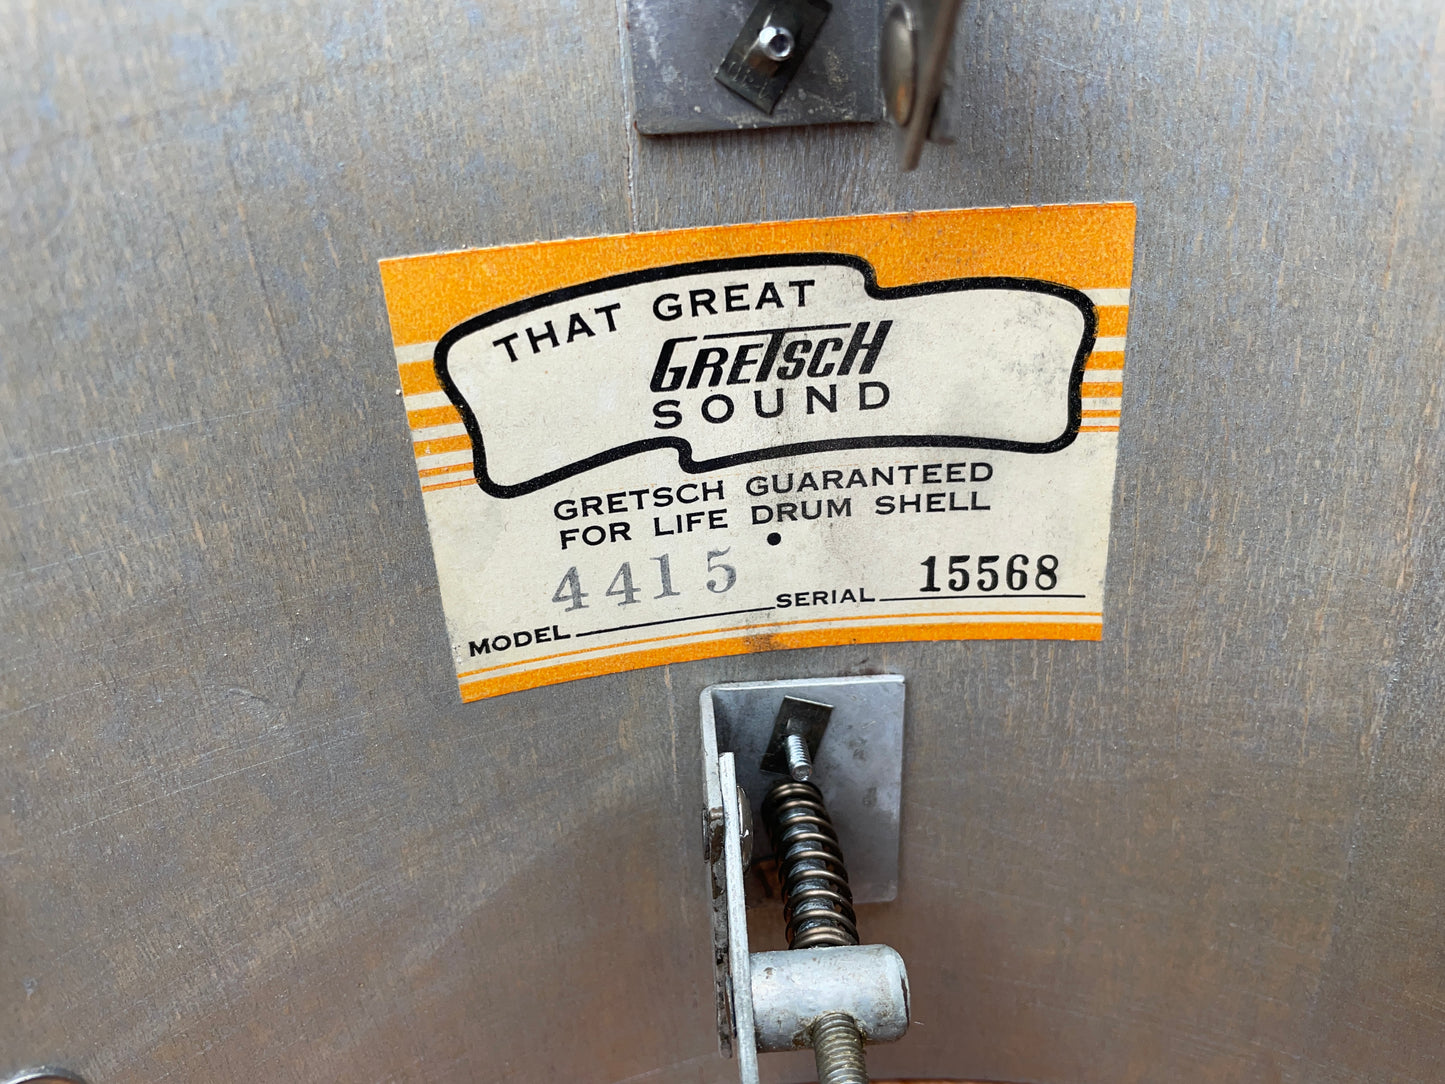 THAT GREAT
GRETSCH
SOUND
GRETSCH GUARANTEED
FOR LIFE DRUM SHELL
•
4415 15568
MODEL SERIAL